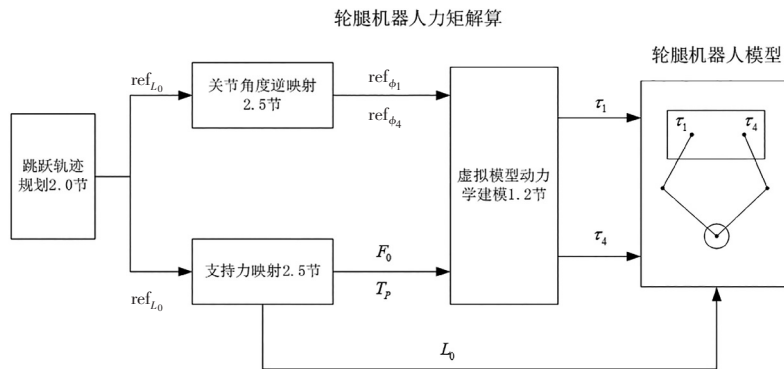 轮腿机器人力矩解算
轮腿机器人模型
ref_{L_0}
关节角度逆映射
2.5节
ref_{ϕ_1}
ref_{ϕ_4}
跳跃轨迹
规划2.0节
虚拟模型动力
学建模1.2节
τ_1
τ_1
τ_4
支持力映射2.5节
ref_{L_0}
F_0
T_P
τ_4
L_0